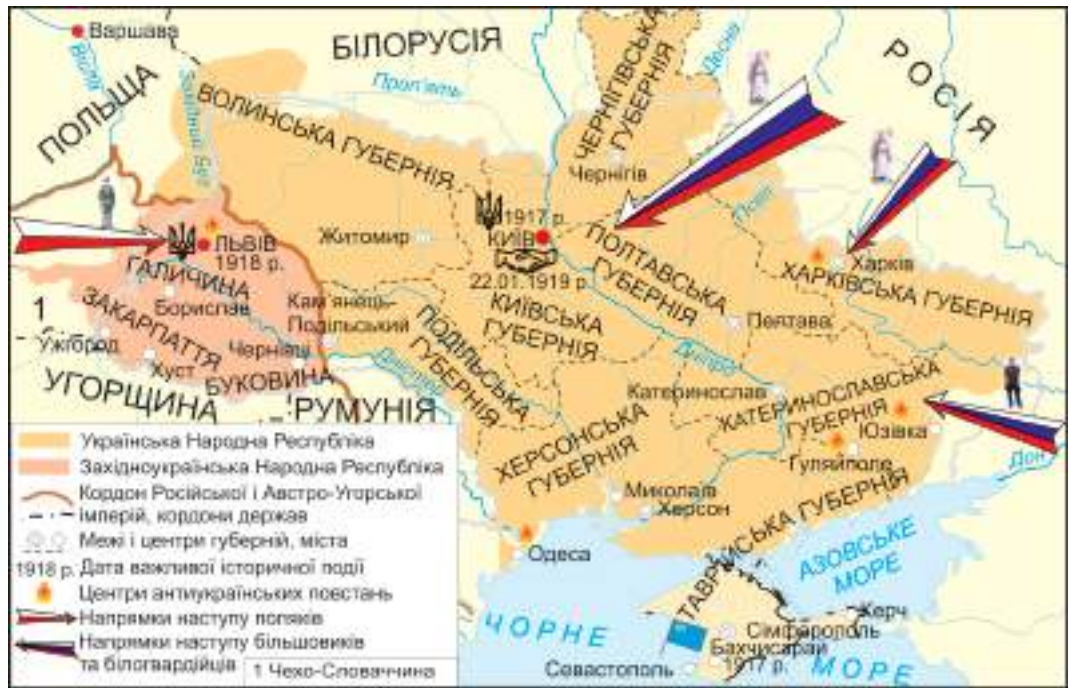 Варшава
Вісла
ПОЛЬЩА
БІЛОРУСІЯ
Прип'ять
Західний Буг
ВОЛИНСЬКА ГУБЕРНІЯ
ЧЕРНІГІВСЬКА
ГУБЕРНІЯ
Десна
РОСІЯ
Чернігів
1917 р.
КИЇВ
22.01.1919 р.
Житомир
ЛЬВІВ
1918 р.
ГАЛИЧИНА
Борислав
ЗАКАРПАТТЯ
1
Ужгород
Хуст
Чернівці
БУКОВИНА
Кам'янець-
Подільський
УГОРЩИНА
РУМУНІЯ
КИЇВСЬКА
ГУБЕРНІЯ
ПОДІЛЬСЬКА
ГУБЕРНІЯ
ПОЛТАВСЬКА
ГУБЕРНІЯ
Полтава
Псел
Харків
ХАРКІВСЬКА ГУБЕРНІЯ
Дніпро
Катеринослав
КАТЕРИНОСЛАВСЬКА
ГУБЕРНІЯ
Юзівка
Гуляйполе
Дон
ХЕРСОНСЬКА
ГУБЕРНІЯ
Миколаїв
Херсон
Одеса
ТАВРІЙСЬКА ГУБЕРНІЯ
АЗОВСЬКЕ
МОРЕ
Керч
Сімфарополь
Бахчисарай
1917 р.
Севастополь
ЧОРНЕ
МОРЕ
Українська Народна Республіка
Західноукраїнська Народна Республіка
Кордон Російської і Австро-Угорської
імперій, кордони держав
Межі і центри губерній, міста
1918 р. Дата важливої історичної події
Центри антиукраїнських повстань
Напрямки наступу поляків
Напрямки наступу більшовиків
та білогвардійців
1 Чехо-Словаччина